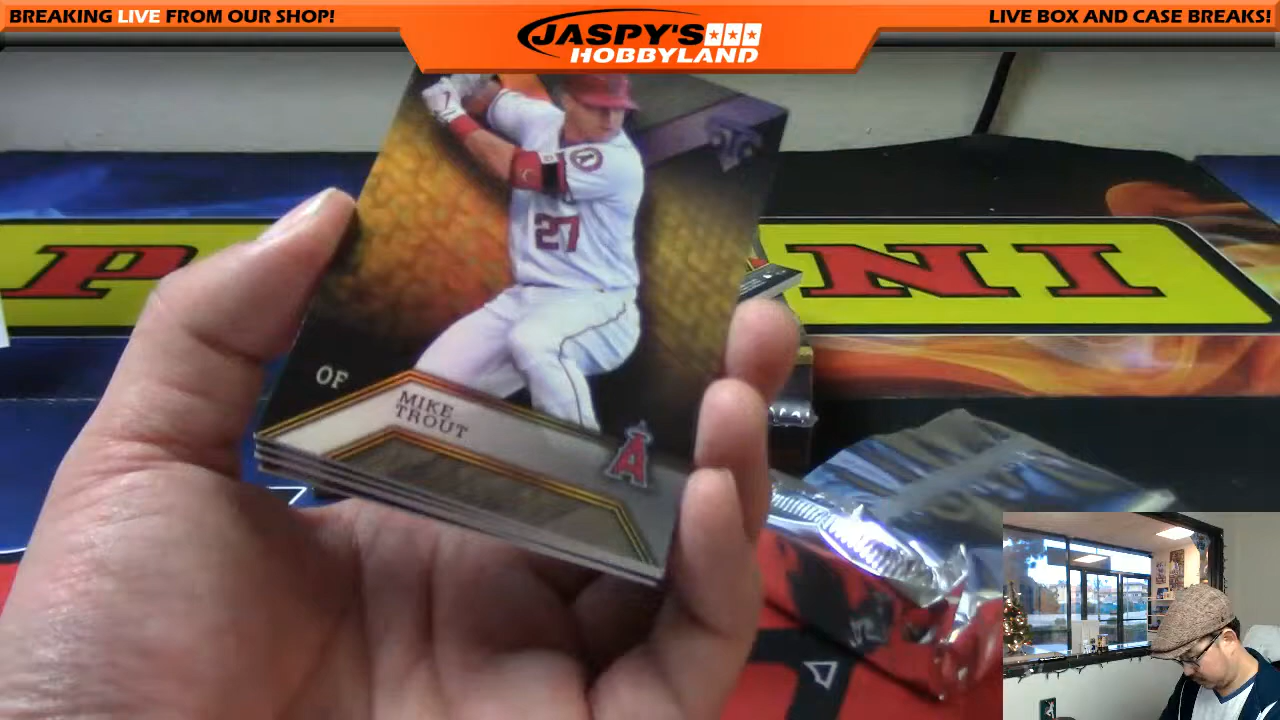 BREAKING LIVE FROM OUR SHOP!
JASPY'S
HOBBYLAND
LIVE BOX AND CASE BREAKS!
27
P NI
OF
MIKE
TROUT
A